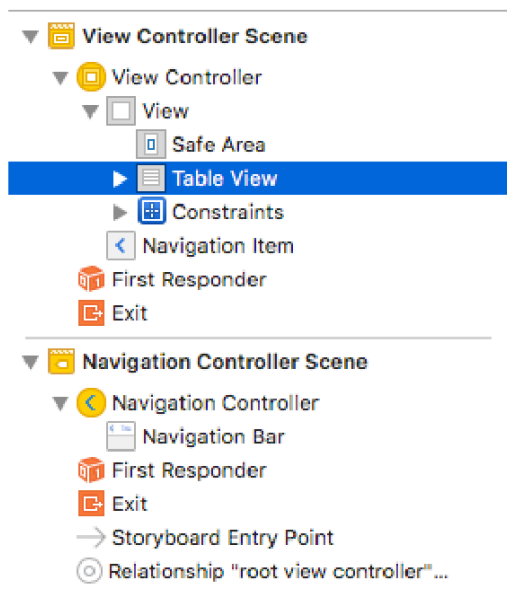 View Controller Scene
View Controller
View
Safe Area
Table View
Constraints
Navigation Item
First Responder
Exit
Navigation Controller Scene
Navigation Controller
Navigation Bar
First Responder
Exit
Storyboard Entry Point
Relationship "root view controller"...